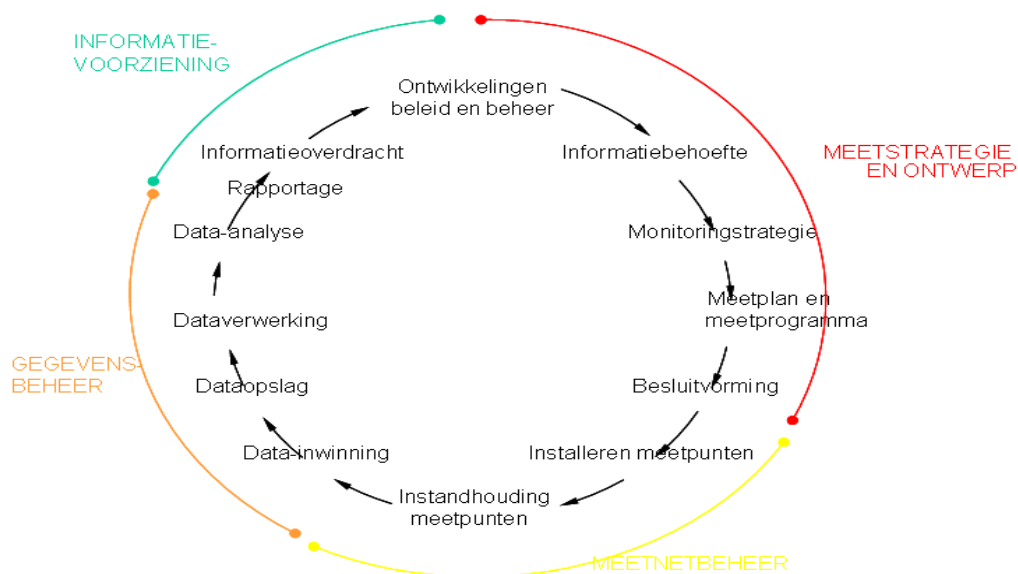 INFORMATIE-
VOORZIENING
Ontwikkelingen
beleid en beheer
Informatieoverdracht
Informatiebehoefte
MEETSTRATEGIE
EN ONTWERP
Rapportage
Data-analyse
Monitoringstrategie
Meetplan en
meetprogramma
Dataverwerking
GEGEVENS-
BEHEER
Dataopslag
Besluitvorming
Data-inwinning
Installeren meetpunten
Instandhouding
meetpunten
MEETNETBEHEER